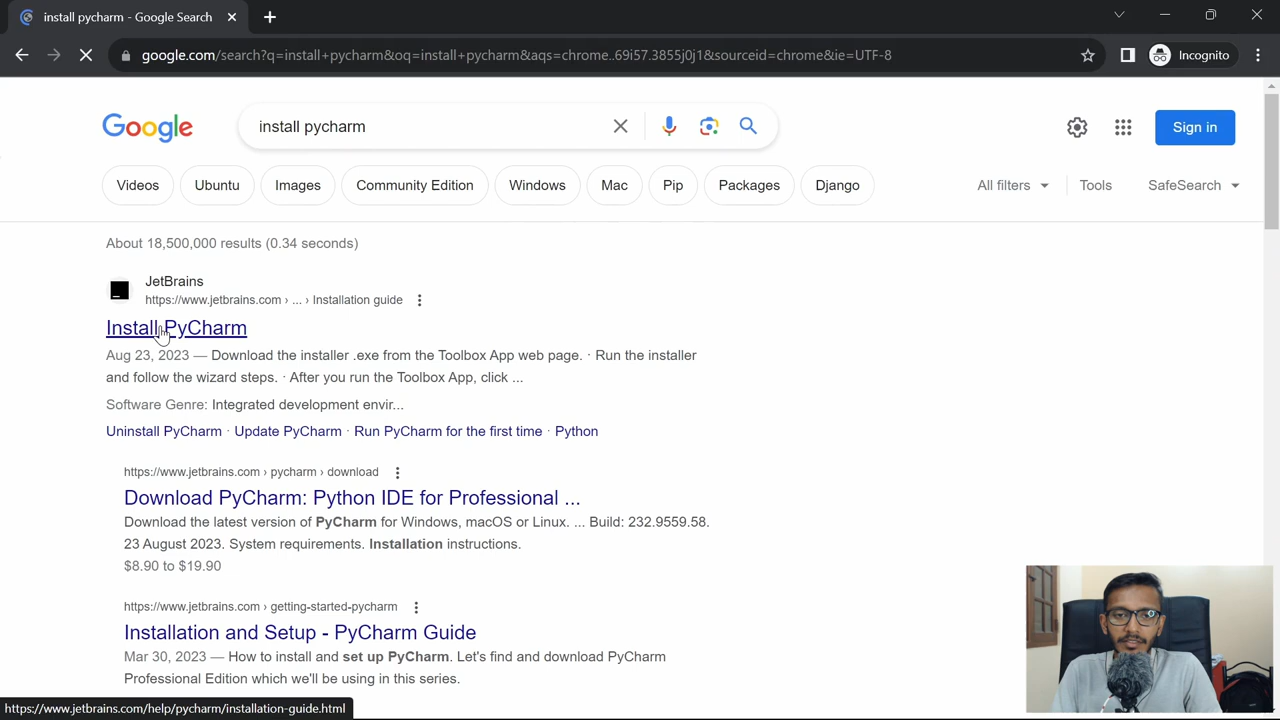 install pycharm - Google Search
google.com/search?q=install+pycharm&oq=install+pycharm&aqs=chrome..69i57.3855j0j1&sourceid=chrome&ie=UTF-8
Incognito
Google
install pycharm
Sign in
Videos
Ubuntu
Images
Community Edition
Windows
Mac
Pip
Packages
Django
All filters
Tools
SafeSearch
About 18,500,000 results (0.34 seconds)
JetBrains
https://www.jetbrains.com › ... › Installation guide
Install PyCharm
Aug 23, 2023 — Download the installer .exe from the Toolbox App web page. · Run the installer
and follow the wizard steps. · After you run the Toolbox App, click ...
Software Genre: Integrated development envir...
Uninstall PyCharm · Update PyCharm · Run PyCharm for the first time · Python
https://www.jetbrains.com › pycharm › download
Download PyCharm: Python IDE for Professional ...
Download the latest version of PyCharm for Windows, macOS or Linux. ... Build: 232.9559.58.
23 August 2023. System requirements. Installation instructions.
$8.90 to $19.90
https://www.jetbrains.com › getting-started-pycharm
Installation and Setup - PyCharm Guide
Mar 30, 2023 — How to install and set up PyCharm. Let's find and download PyCharm
Professional Edition which we'll be using in this series.
https://www.jetbrains.com/help/pycharm/installation-guide.html